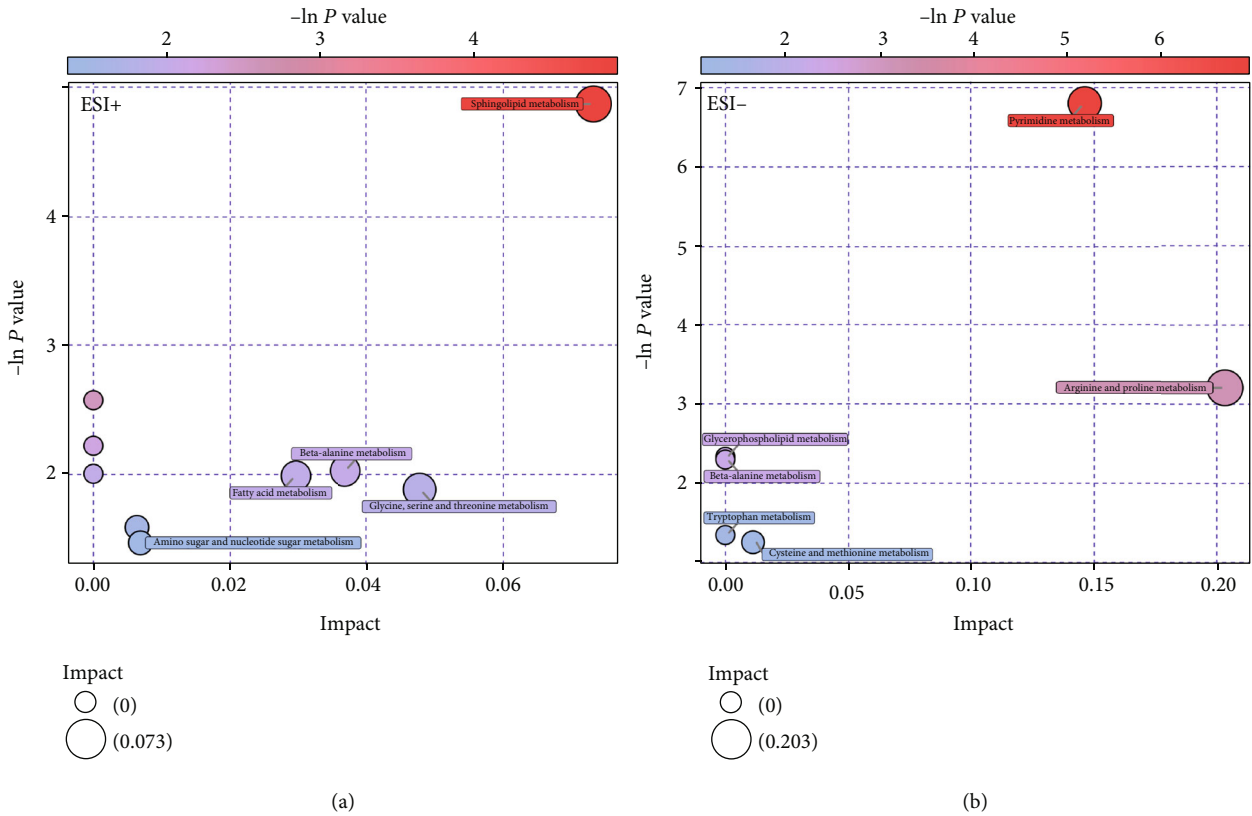 –ln P value
2 3 4
ESI+
Sphingolipid metabolism
4
3
2
–ln P value
Beta-alanine metabolism
Fatty acid metabolism
Glycine, serine and threonine metabolism
Amino sugar and nucleotide sugar metabolism
0.00 0.02 0.04 0.06
Impact
Impact
(0)
(0.073)
(a)
–ln P value
2 3 4 5 6
ESI–
7
6
5
4
3
2
–ln P value
Pyrimidine metabolism
Arginine and proline metabolism
Glycerophospholipid metabolism
Beta-alanine metabolism
Tryptophan metabolism
Cysteine and methionine metabolism
0.00 0.05 0.10 0.15 0.20
Impact
Impact
(0)
(0.203)
(b)